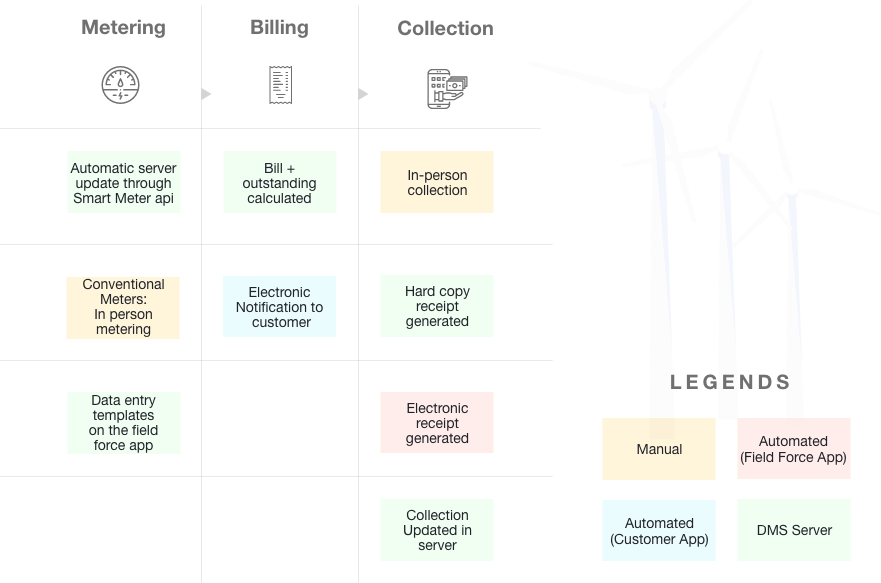 Metering
Billing
Collection
Automatic server
update through
Smart Meter api
Bill +
outstanding
calculated
In-person
collection
Conventional
Meters:
In person
metering
Electronic
Notification to
customer
Hard copy
receipt
generated
Data entry
templates
on the field
force app
Electronic
receipt
generated
Collection
Updated in
server
LEGENDS
Manual
Automated
(Field Force App)
Automated
(Customer App)
DMS Server